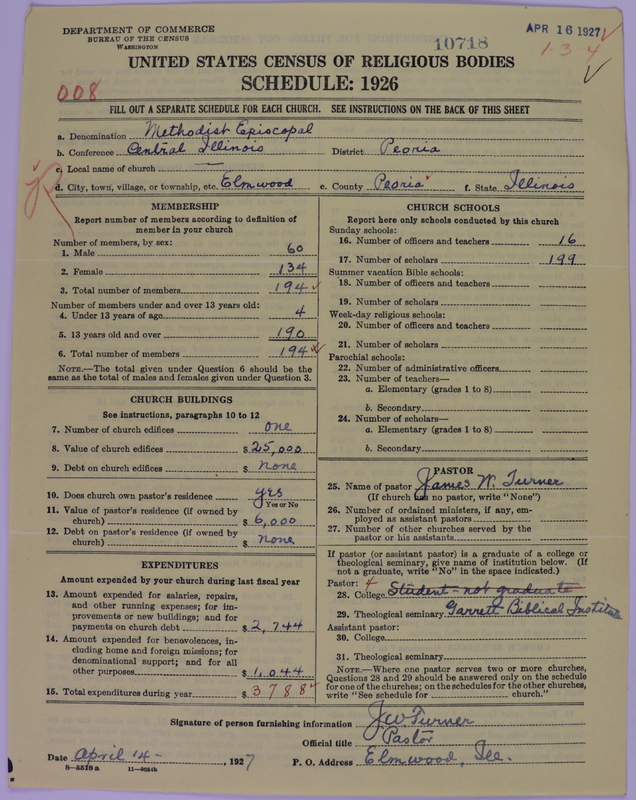 DEPARTMENT OF COMMERCE
BUREAU OF THE CENSUS
WASHINGTON
10718
APR 16 1927
1-3-4
UNITED STATES CENSUS OF RELIGIOUS BODIES
SCHEDULE: 1926
008
FILL OUT A SEPARATE SCHEDULE FOR EACH CHURCH. SEE INSTRUCTIONS ON THE BACK OF THIS SHEET
a. Denomination Methodist Episcopal
b. Conference Central Illinois District Peoria
c. Local name of church —
d. City, town, village, or township, etc. Elmwood e. County Peoria f. State Illinois
MEMBERSHIP
Report number of members according to definition of
member in your church
Number of members, by sex:
1. Male 60
2. Female 134
3. Total number of members 194
Number of members under and over 13 years old:
4. Under 13 years of age 4
5. 13 years old and over 190
6. Total number of members 194
NOTE.—The total given under Question 6 should be
same as the total of males and females given under Question 3.
CHURCH BUILDINGS
See instructions, paragraphs 10 to 12
7. Number of church edifices one
8. Value of church edifices $ 25,000
9. Debt on church edifices $ None
10. Does church own pastor's residence yes
Yes or No
11. Value of pastor's residence (if owned by
church) $ 6,000
12. Debt on pastor's residence (if owned by
church) $ None
EXPENDITURES
Amount expended by your church during last fiscal year
13. Amount expended for salaries, repairs,
and other running expenses; for im-
provements or new buildings; and for
payments on church debt $ 2,744
14. Amount expended for benevolences, in-
cluding home and foreign missions; for
denominational support; and for all
other purposes $ 1,044
15. Total expenditures during year $ 3788
CHURCH SCHOOLS
Report here only schools conducted by this church
Sunday schools:
16. Number of officers and teachers 16
17. Number of scholars 199
Summer vacation Bible schools:
18. Number of officers and teachers
19. Number of scholars
Week-day religious schools:
20. Number of officers and teachers
21. Number of scholars
Parochial schools:
22. Number of administrative officers
23. Number of teachers—
a. Elementary (grades 1 to 8)
b. Secondary
24. Number of scholars—
a. Elementary (grades 1 to 8)
b. Secondary
PASTOR
25. Name of pastor James W. Turner
(If church has no pastor, write "None")
26. Number of ordained ministers, if any, em-
ployed as assistant pastors
27. Number of other churches served by the
pastor or his assistants
If pastor (or assistant pastor) is a graduate of a college or
theological seminary, give name of institution below. (If
not a graduate, write "No" in the space indicated.)
Pastor:
28. College Student - not graduate
29. Theological seminary Garrett Biblical Institute
Assistant pastor:
30. College
31. Theological seminary
NOTE.—Where one pastor serves two or more churches,
Questions 28 and 29 should be answered only on the schedule
for one of the churches; on the schedules for the other churches,
write "See schedule for church."
Signature of person furnishing information J W Turner
Official title Pastor
Date April 14 -, 1927 P. O. Address Elmwood, Ill.
8-5518a 11-9054b